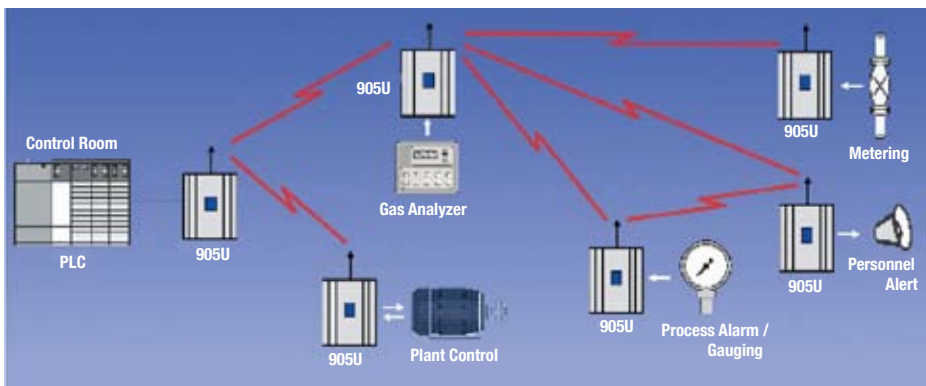 905U
905U
Metering
Control Room
PLC
905U
Gas Analyzer
905U
Personnel
Alert
905U
Plant Control
905U
Process Alarm /
Gauging